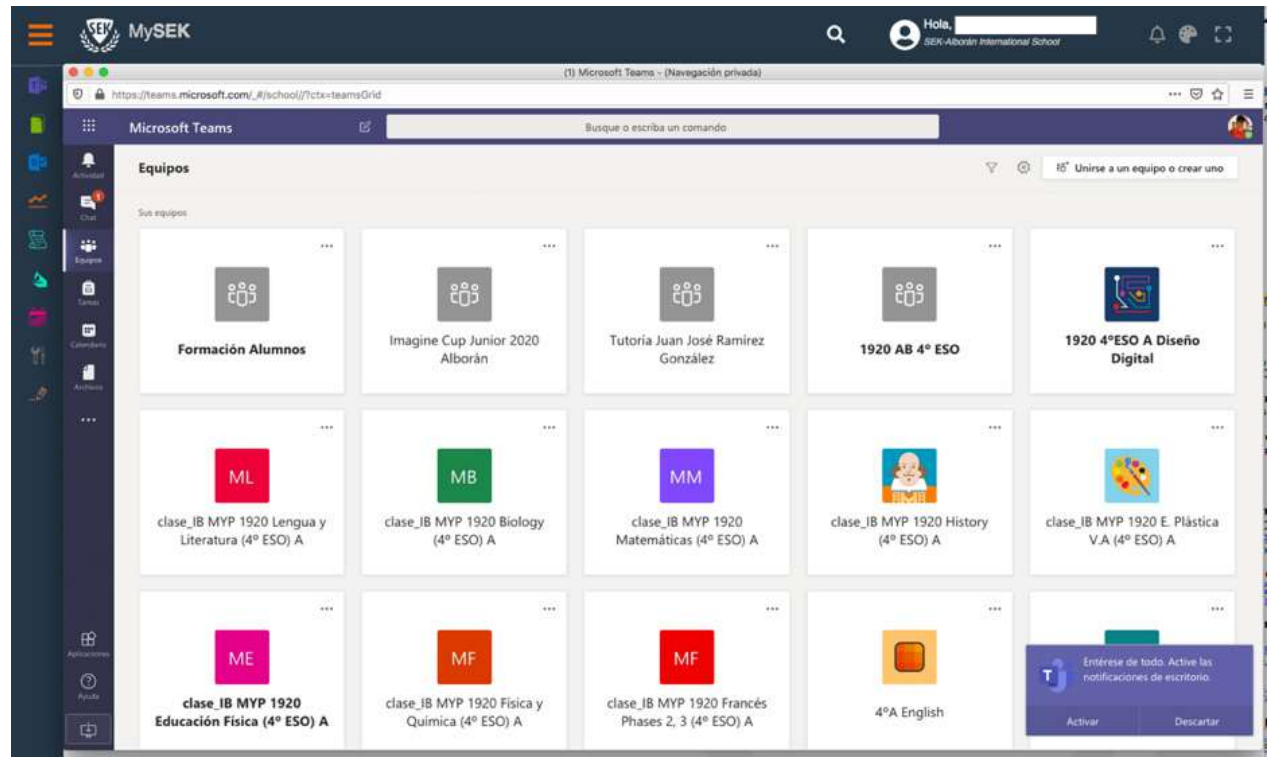 SEK
MySEK
Hola,
SEK-Alborán International School
(1) Microsoft Teams - (Navegación privada)
https://teams.microsoft.com/_#/school//?ctx=teamsGrid
Microsoft Teams
Busque o escriba un comando
Actividad
Chat
1
Equipos
Tareas
Calendario
Archivos
Aplicaciones
Ayuda
Equipos
Unirse a un equipo o crear uno
Sus equipos
Formación Alumnos
Imagine Cup Junior 2020
Alborán
Tutoría Juan José Ramírez
González
1920 AB 4º ESO
1920 4ºESO A Diseño
Digital
ML
clase_IB MYP 1920 Lengua y
Literatura (4º ESO) A
MB
clase_IB MYP 1920 Biology
(4º ESO) A
MM
clase_IB MYP 1920
Matemáticas (4º ESO) A
clase_IB MYP 1920 History
(4º ESO) A
clase_IB MYP 1920 E. Plástica
V.A (4º ESO) A
ME
clase_IB MYP 1920
Educación Física (4º ESO) A
MF
clase_IB MYP 1920 Física y
Química (4º ESO) A
MF
clase_IB MYP 1920 Francés
Phases 2, 3 (4º ESO) A
4ºA English
Entérese de todo. Active las
notificaciones de escritorio.
Activar
Descartar